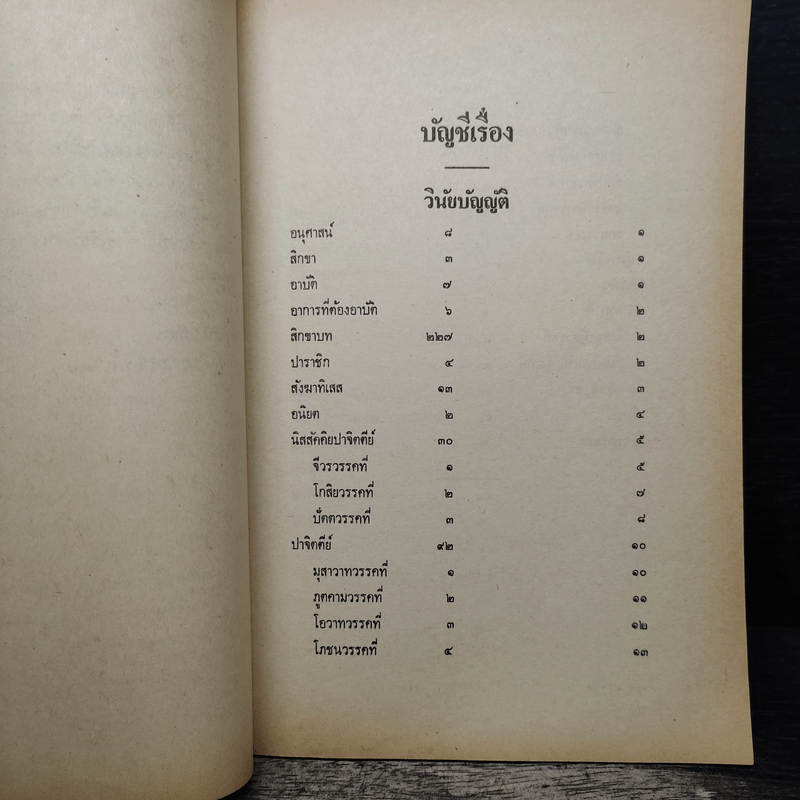 บัญชีเรื่อง
วินัยบัญญัติ
อนุศาสน์ ๘ ๑
สิกขา ๓ ๑
อาบัติ ๗ ๑
อาการที่ต้องอาบัติ ๖ ๒
สิกขาบท ๒๒๗ ๒
ปาราชิก ๔ ๒
สังฆาทิเสส ๑๓ ๓
อนิยต ๒ ๔
นิสสัคคิยปาจิตตีย์ ๓๐ ๕
จีวรวรรคที่ ๑ ๕
โกสิยวรรคที่ ๒ ๗
ปัตตวรรคที่ ๓ ๘
ปาจิตตีย์ ๙๒ ๑๐
มุสาวาทวรรคที่ ๑ ๑๐
ภูตคามวรรคที่ ๒ ๑๑
โอวาทวรรคที่ ๓ ๑๒
โภชนวรรคที่ ๔ ๑๓